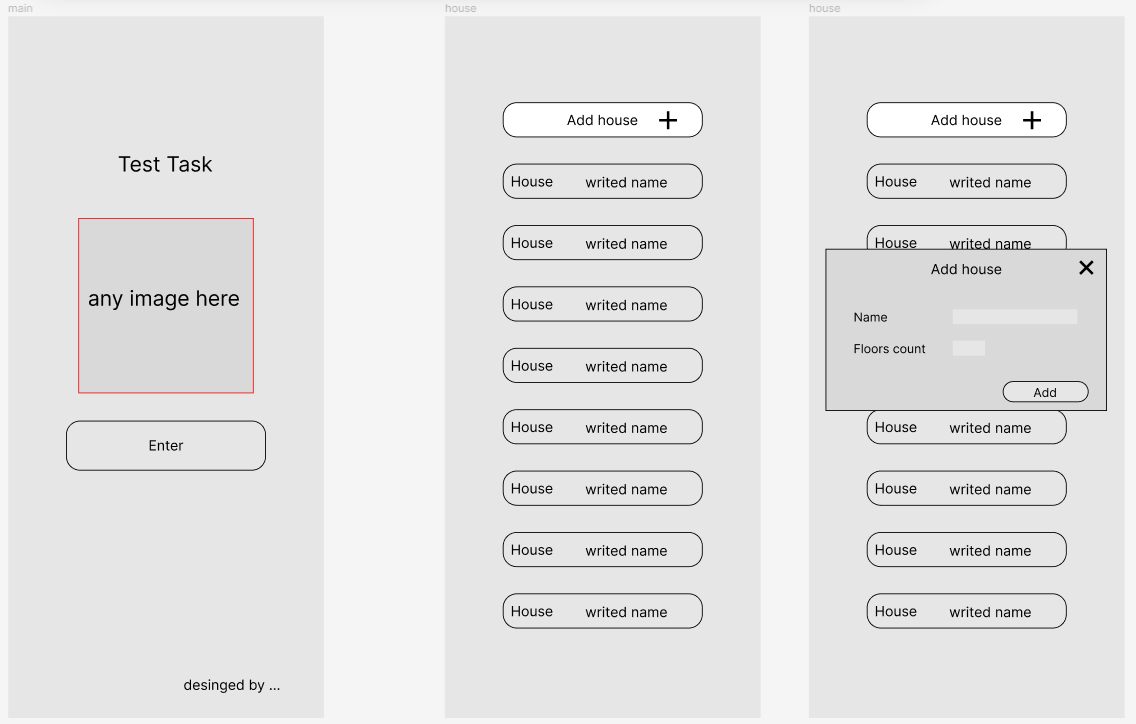 main
Test Task
any image here
Enter
desinged by ...
house
Add house
House writed name
House writed name
House writed name
House writed name
House writed name
House writed name
House writed name
House writed name
house
Add house
House writed name
House writed name
Add house
Name
Floors count
Add
House writed name
House writed name
House writed name
House writed name